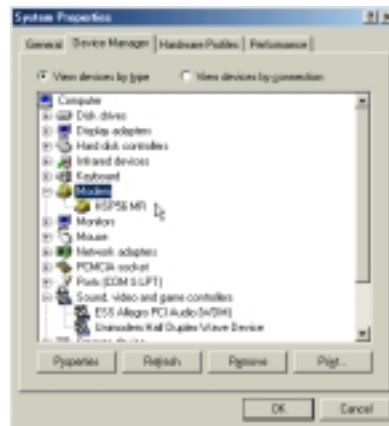 System Properties
General Device Manager Hardware Profiles Performance
View devices by type View devices by connection
Computer
Disk drives
Display adapters
Hard disk controllers
Infrared devices
Keyboard
Modem
HSP56 MR
Monitors
Mouse
Network adapters
PCMCIA socket
Ports (COM & LPT)
Sound, video and game controllers
ESS Allegro PCI Audio (WDM)
Unimodem Half-Duplex Wave Device
Properties Refresh Remove Print...
OK Cancel